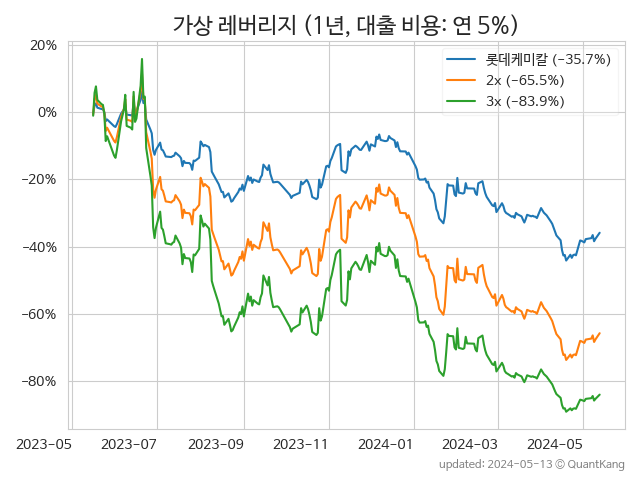 가상 레버리지 (1년, 대출 비용: 연 5%)
20%
0%
−20%
−40%
−60%
−80%
롯데케미칼 (−35.7%)
2x (−65.5%)
3x (−83.9%)
2023-05 2023-07 2023-09 2023-11 2024-01 2024-03 2024-05
updated: 2024-05-13 © QuantKang